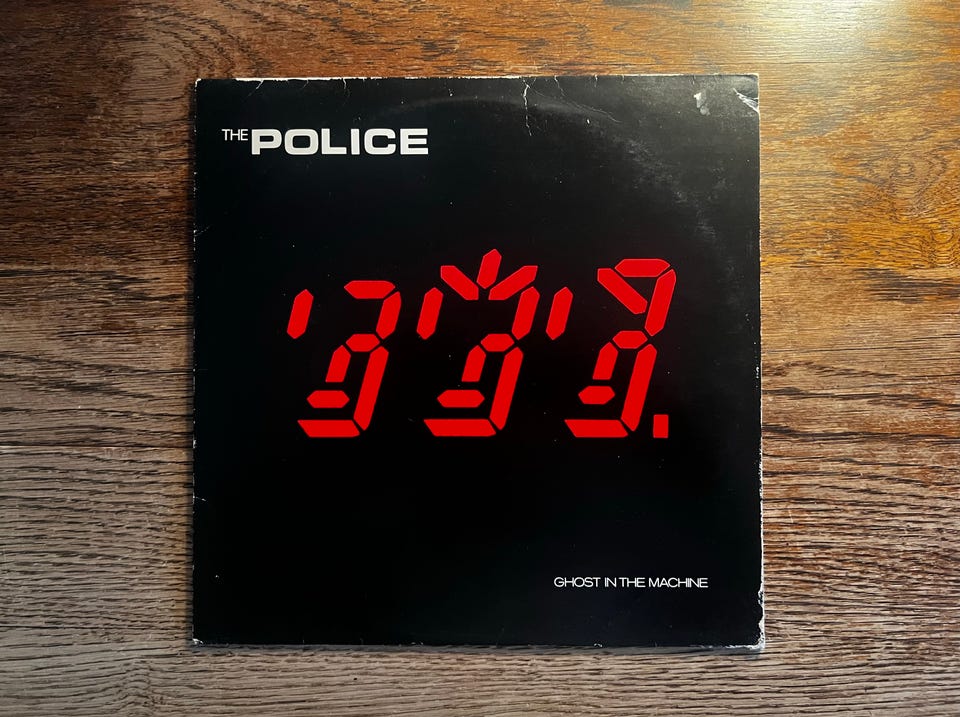 THE POLICE
GHOST IN THE MACHINE